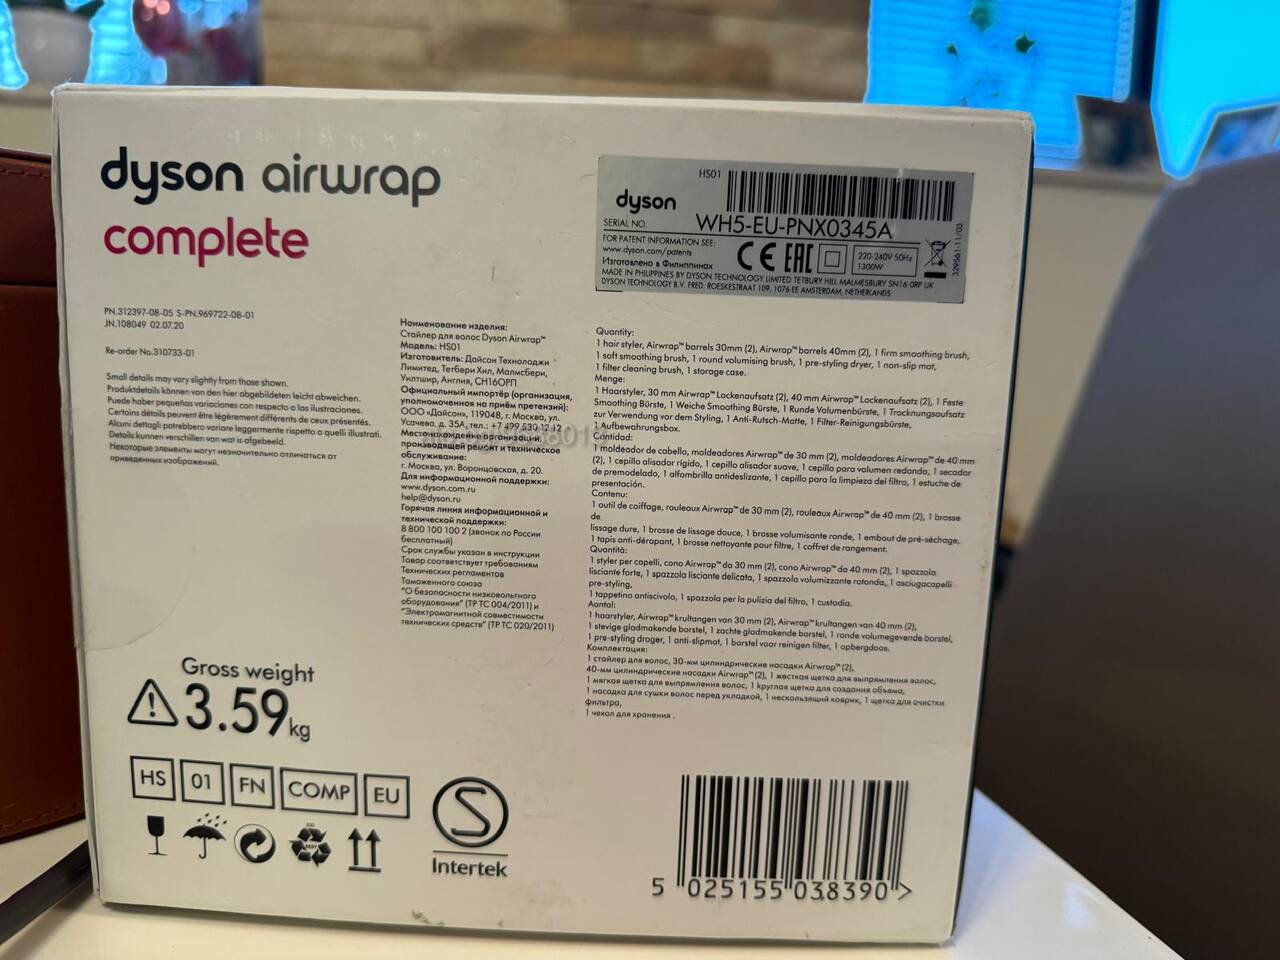 dyson airwrap
complete
PN.312397-08-05 S-PN.969722-08-01
JN.108049 02.07.20
Re-order No.310733-01
Small details may vary slightly from those shown.
Produktdetails können von den hier abgebildeten leicht abweichen.
Puede haber pequeñas variaciones con respecto a las ilustraciones.
Certains détails peuvent être légèrement différents de ceux présentés.
Alcuni dettagli potrebbero variare leggermente rispetto a quelli illustrati.
Details kunnen verschillen van wat is afgebeeld.
Некоторые элементы могут незначительно отличаться от
приведенных изображений.
Gross weight
3.59kg
HS 01 FN COMP EU
Intertek
Наименование изделия:
Стайлер для волос Dyson Airwrap™
Модель: HS01
Изготовитель: Дайсон Технолоджи
Лимитед, Тетбери Хил, Малмсбери,
Уилтшир, Англия, СН16ОРП
Официальный импортёр (организация,
уполномоченная на приём претензий):
ООО «Дайсон», 119048, г. Москва, ул.
Усачева, д. 35А, тел.: +7 499 530 12 12
Местонахождение организации,
производящей ремонт и техническое
обслуживание:
г. Москва, ул. Воронцовская, д. 20.
Для информационной поддержки:
www.dyson.com.ru
help@dyson.ru
Горячая линия информационной и
технической поддержки:
8 800 100 100 2 (звонок по России
бесплатный)
Срок службы указан в инструкции
Товар соответствует требованиям
Технических регламентов
Таможенного союза
"О безопасности низковольтного
оборудования" (ТР ТС 004/2011) и
"Электромагнитной совместимости
технических средств" (ТР ТС 020/2011)
HS01
dyson
SERIAL NO. WH5-EU-PNX0345A
FOR PATENT INFORMATION SEE:
www.dyson.com/patents
Изготовлено в Филиппинах
CE EAC
220-240V 50Hz
1300W
MADE IN PHILIPPINES BY DYSON TECHNOLOGY LIMITED TETBURY HILL MALMESBURY SN16 0RP UK
DYSON TECHNOLOGY B.V. FRED. ROESKESTRAAT 109, 1076 EE AMSTERDAM, NETHERLANDS
329561-11/03
Quantity:
1 hair styler, Airwrap™ barrels 30mm (2), Airwrap™ barrels 40mm (2), 1 firm smoothing brush,
1 soft smoothing brush, 1 round volumising brush, 1 pre-styling dryer, 1 non-slip mat,
1 filter cleaning brush, 1 storage case.
Menge:
1 Haarstyler, 30 mm Airwrap™ Lockenaufsatz (2), 40 mm Airwrap™ Lockenaufsatz (2), 1 Feste
Smoothing Bürste, 1 Weiche Smoothing Bürste, 1 Runde Volumenbürste, 1 Trocknungsaufsatz
zur Verwendung vor dem Styling, 1 Anti-Rutsch-Matte, 1 Filter-Reinigungsbürste,
1 Aufbewahrungsbox.
Cantidad:
1 moldeador de cabello, moldeadores Airwrap™ de 30 mm (2), moldeadores Airwrap™ de 40 mm
(2), 1 cepillo alisador rígido, 1 cepillo alisador suave, 1 cepillo para volumen redondo, 1 secador
de premodelado, 1 alfombrilla antideslizante, 1 cepillo para la limpieza del filtro, 1 estuche de
presentación.
Contenu:
1 outil de coiffage, rouleaux Airwrap™ de 30 mm (2), rouleaux Airwrap™ de 40 mm (2), 1 brosse
de
lissage dure, 1 brosse de lissage douce, 1 brosse volumisante ronde, 1 embout de pré-séchage,
1 tapis anti-dérapant, 1 brosse nettoyante pour filtre, 1 coffret de rangement.
Quantità:
1 styler per capelli, cono Airwrap™ da 30 mm (2), cono Airwrap™ da 40 mm (2), 1 spazzola
lisciante forte, 1 spazzola lisciante delicata, 1 spazzola volumizzante rotonda, 1 asciugacapelli
pre-styling,
1 tappetino antiscivolo, 1 spazzola per la pulizia del filtro, 1 custodia.
Aantal:
1 haarstyler, Airwrap™ krultangen van 30 mm (2), Airwrap™ krultangen van 40 mm (2),
1 stevige gladmakende borstel, 1 zachte gladmakende borstel, 1 ronde volumegevende borstel,
1 pre-styling droger, 1 anti-slipmat, 1 borstel voor reinigen filter, 1 opbergdoos.
Комплектация:
1 стайлер для волос, 30-мм цилиндрические насадки Airwrap™ (2),
40-мм цилиндрические насадки Airwrap™ (2), 1 жесткая щетка для выпрямления волос,
1 мягкая щетка для выпрямления волос, 1 круглая щетка для создания объема,
1 насадка для сушки волос перед укладкой, 1 нескользящий коврик, 1 щетка для очистки
фильтра,
1 чехол для хранения .
5 025155 038390 >